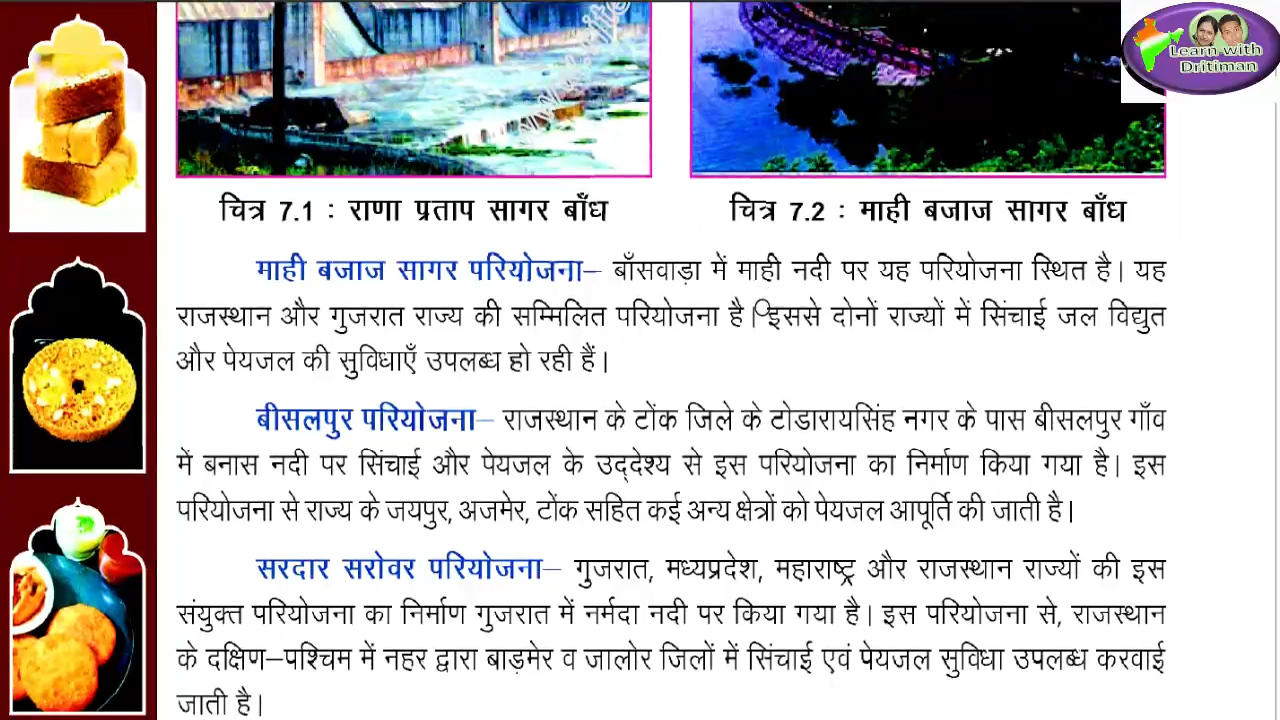 Learn with
Dritiman
चित्र 7.1 : राणा प्रताप सागर बाँध
चित्र 7.2 : माही बजाज सागर बाँध
माही बजाज सागर परियोजना– बाँसवाड़ा में माही नदी पर यह परियोजना स्थित है। यह
राजस्थान और गुजरात राज्य की सम्मिलित परियोजना है। इससे दोनों राज्यों में सिंचाई जल विद्युत
और पेयजल की सुविधाएँ उपलब्ध हो रही हैं।
बीसलपुर परियोजना– राजस्थान के टोंक जिले के टोडारायसिंह नगर के पास बीसलपुर गाँव
में बनास नदी पर सिंचाई और पेयजल के उद्देश्य से इस परियोजना का निर्माण किया गया है। इस
परियोजना से राज्य के जयपुर, अजमेर, टोंक सहित कई अन्य क्षेत्रों को पेयजल आपूर्ति की जाती है।
सरदार सरोवर परियोजना– गुजरात, मध्यप्रदेश, महाराष्ट्र और राजस्थान राज्यों की इस
संयुक्त परियोजना का निर्माण गुजरात में नर्मदा नदी पर किया गया है। इस परियोजना से, राजस्थान
के दक्षिण–पश्चिम में नहर द्वारा बाड़मेर व जालोर जिलों में सिंचाई एवं पेयजल सुविधा उपलब्ध करवाई
जाती है।